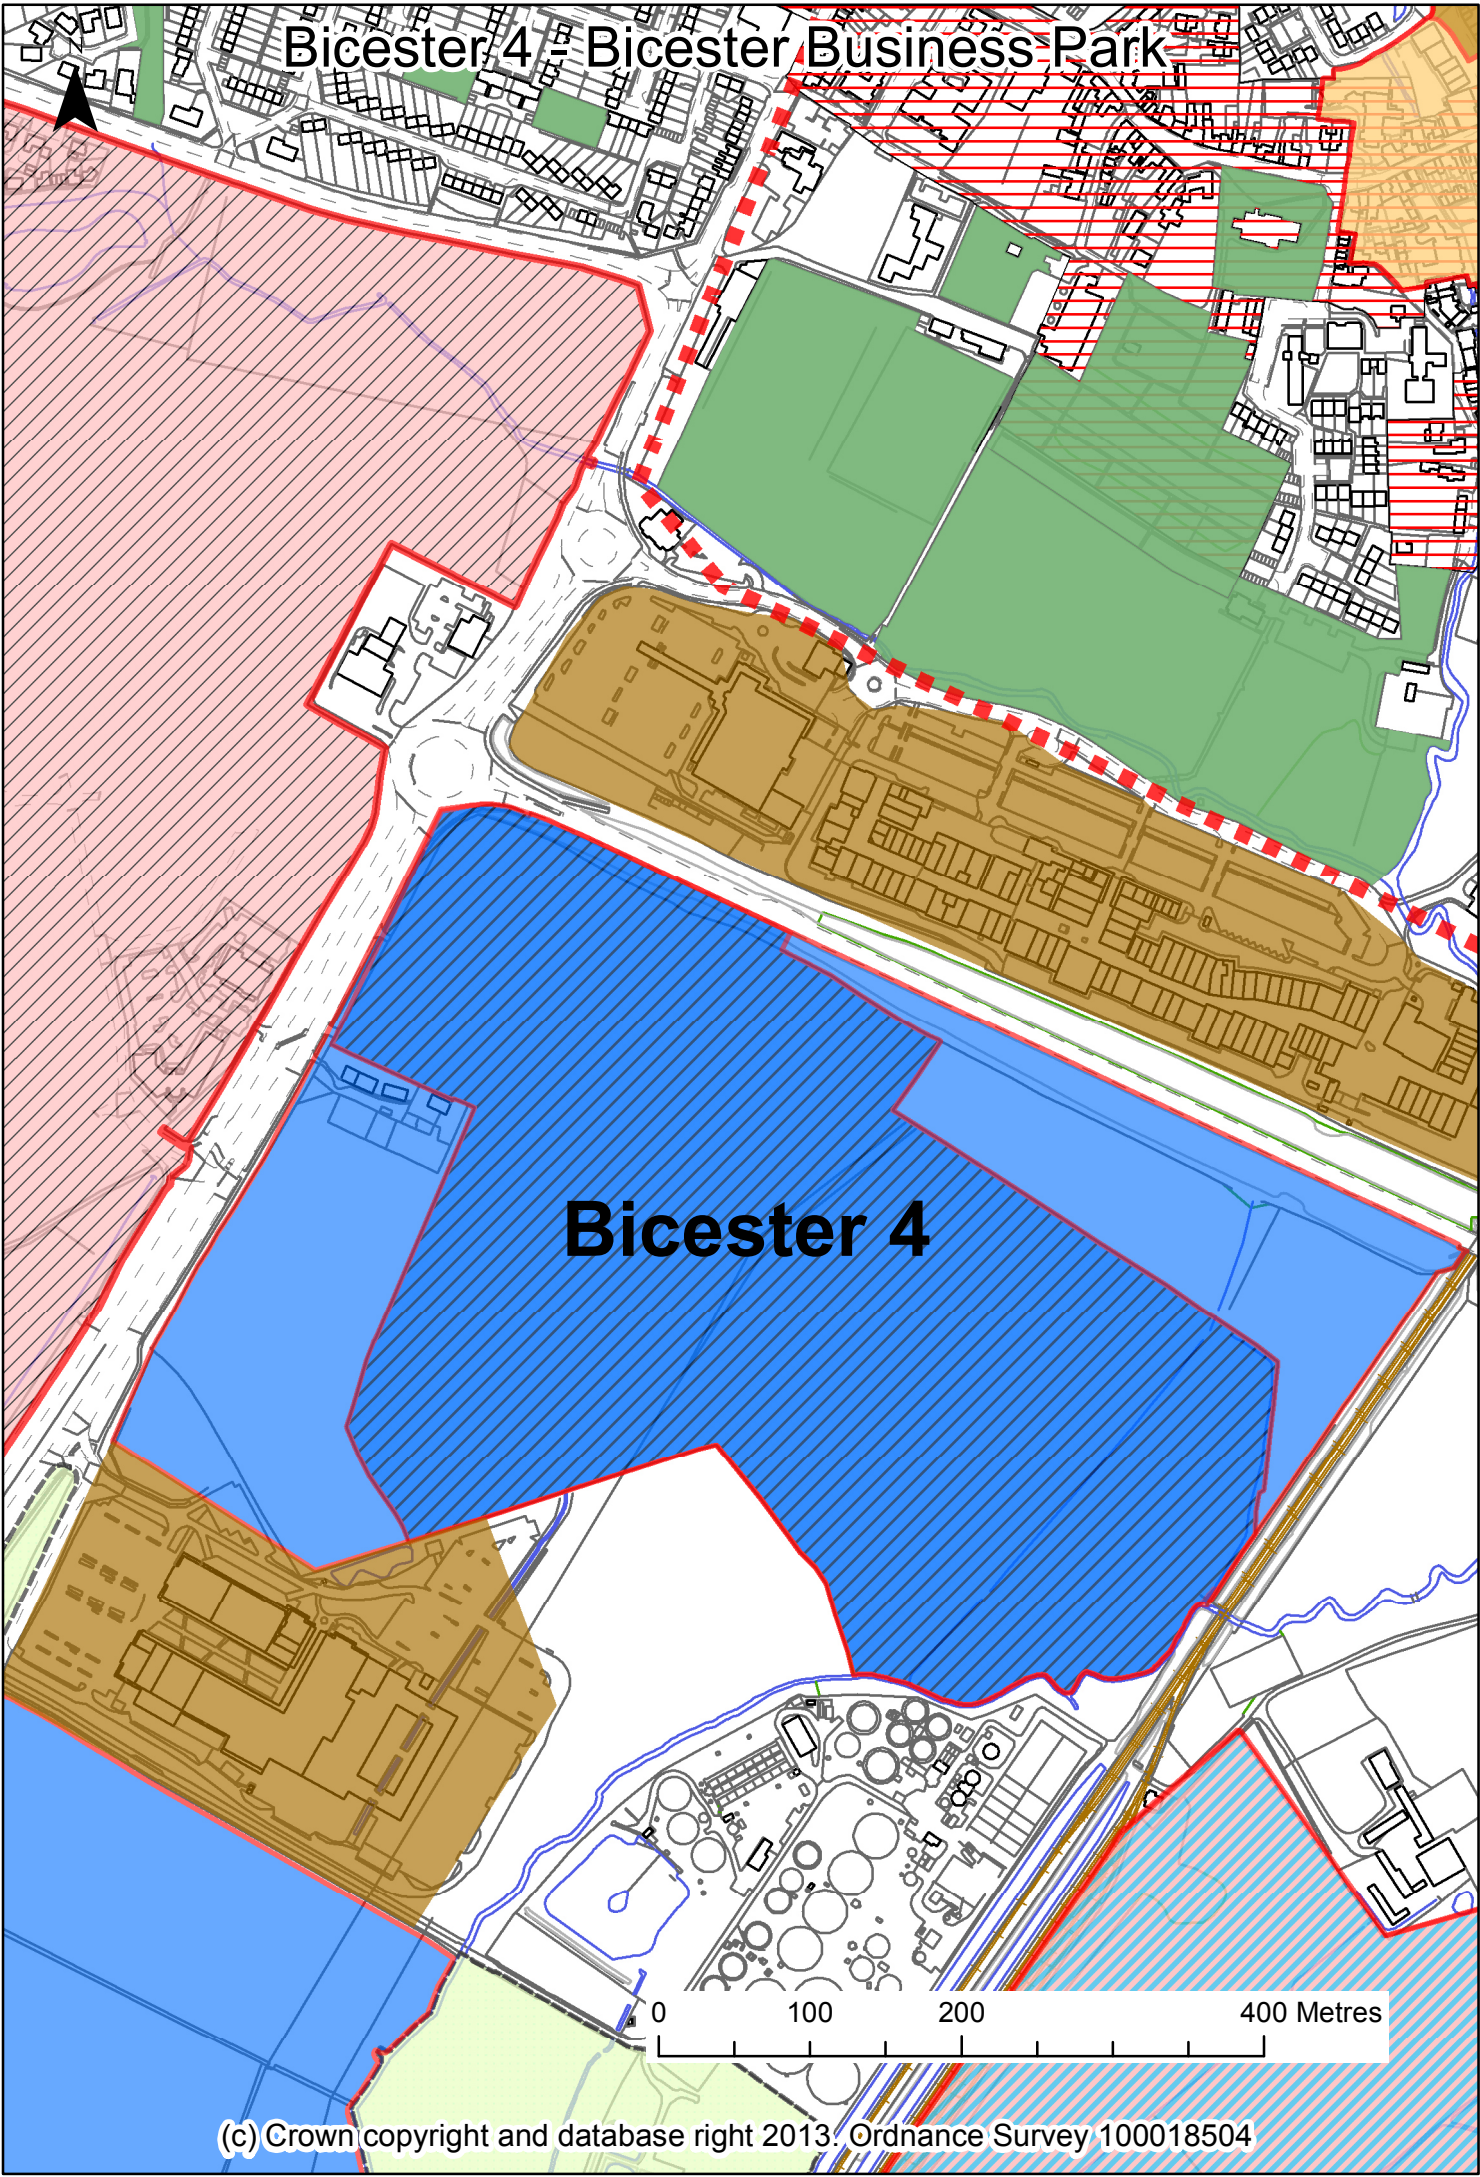 Bicester 4 - Bicester Business Park
Bicester 4
0 100 200 400 Metres
(c) Crown copyright and database right 2013. Ordnance Survey 100018504